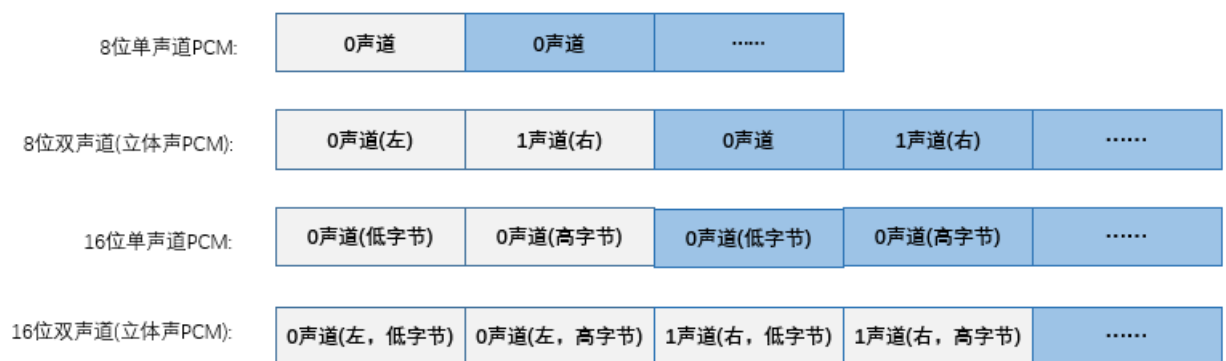 8位单声道PCM: 0声道 0声道 ······
8位双声道(立体声PCM): 0声道(左) 1声道(右) 0声道 1声道(右) ······
16位单声道PCM: 0声道(低字节) 0声道(高字节) 0声道(低字节) 0声道(高字节) ······
16位双声道(立体声PCM): 0声道(左，低字节) 0声道(左，高字节) 1声道(右，低字节) 1声道(右，高字节) ······